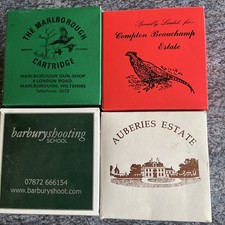 THE MARLBOROUGH
CARTRIDGE
MARLBOROUGH GUN SHOP
4 LONDON ROAD,
MARLBOROUGH, WILTSHIRE
Specially Loaded for:-
Compton Beauchamp
Estate
barburyshooting
SCHOOL
07872 666154
www.barburyshoot.com
AUBERIES ESTATE